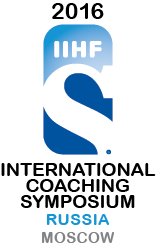 2016
IIHF
S.
INTERNATIONAL
COACHING
SYMPOSIUM
RUSSIA
MOSCOW